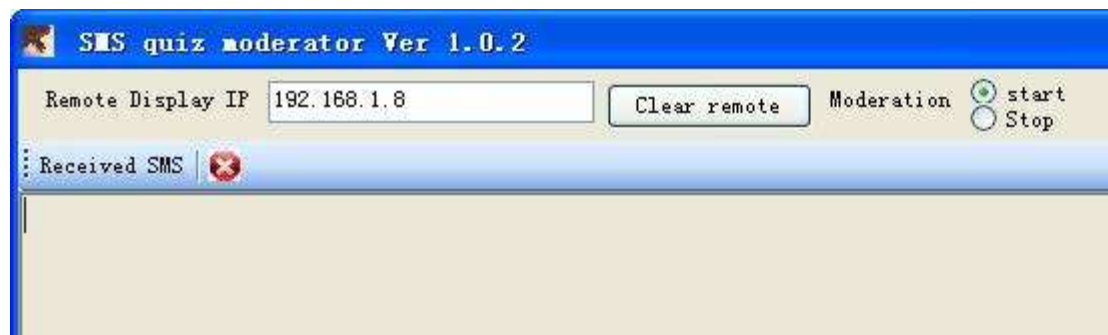 SMS quiz moderator Ver 1.0.2
Remote Display IP 192.168.1.8 Clear remote Moderation start
Stop
Received SMS